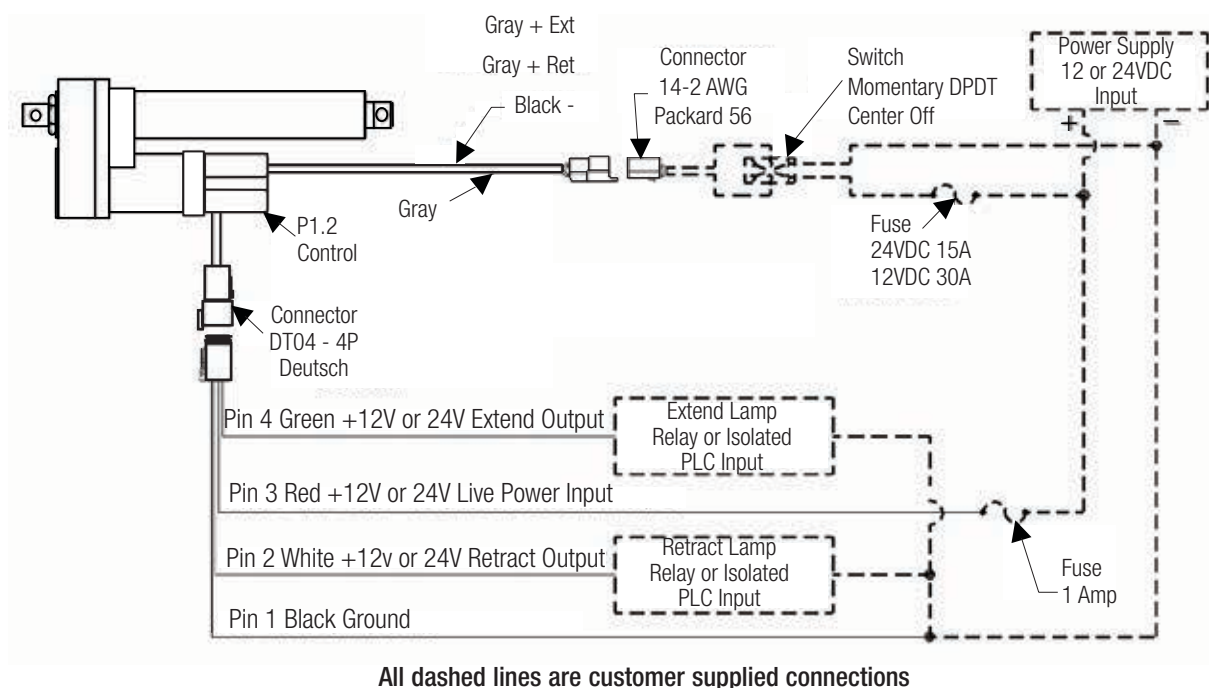 Gray + Ext
Gray + Ret
Black -
Gray
Connector
14-2 AWG
Packard 56
Switch
Momentary DPDT
Center Off
Power Supply
12 or 24VDC
Input
+
−
P1.2
Control
Fuse
24VDC 15A
12VDC 30A
Connector
DT04 - 4P
Deutsch
Pin 4 Green +12V or 24V Extend Output
Extend Lamp
Relay or Isolated
PLC Input
Pin 3 Red +12V or 24V Live Power Input
Pin 2 White +12v or 24V Retract Output
Retract Lamp
Relay or Isolated
PLC Input
Fuse
1 Amp
Pin 1 Black Ground
All dashed lines are customer supplied connections